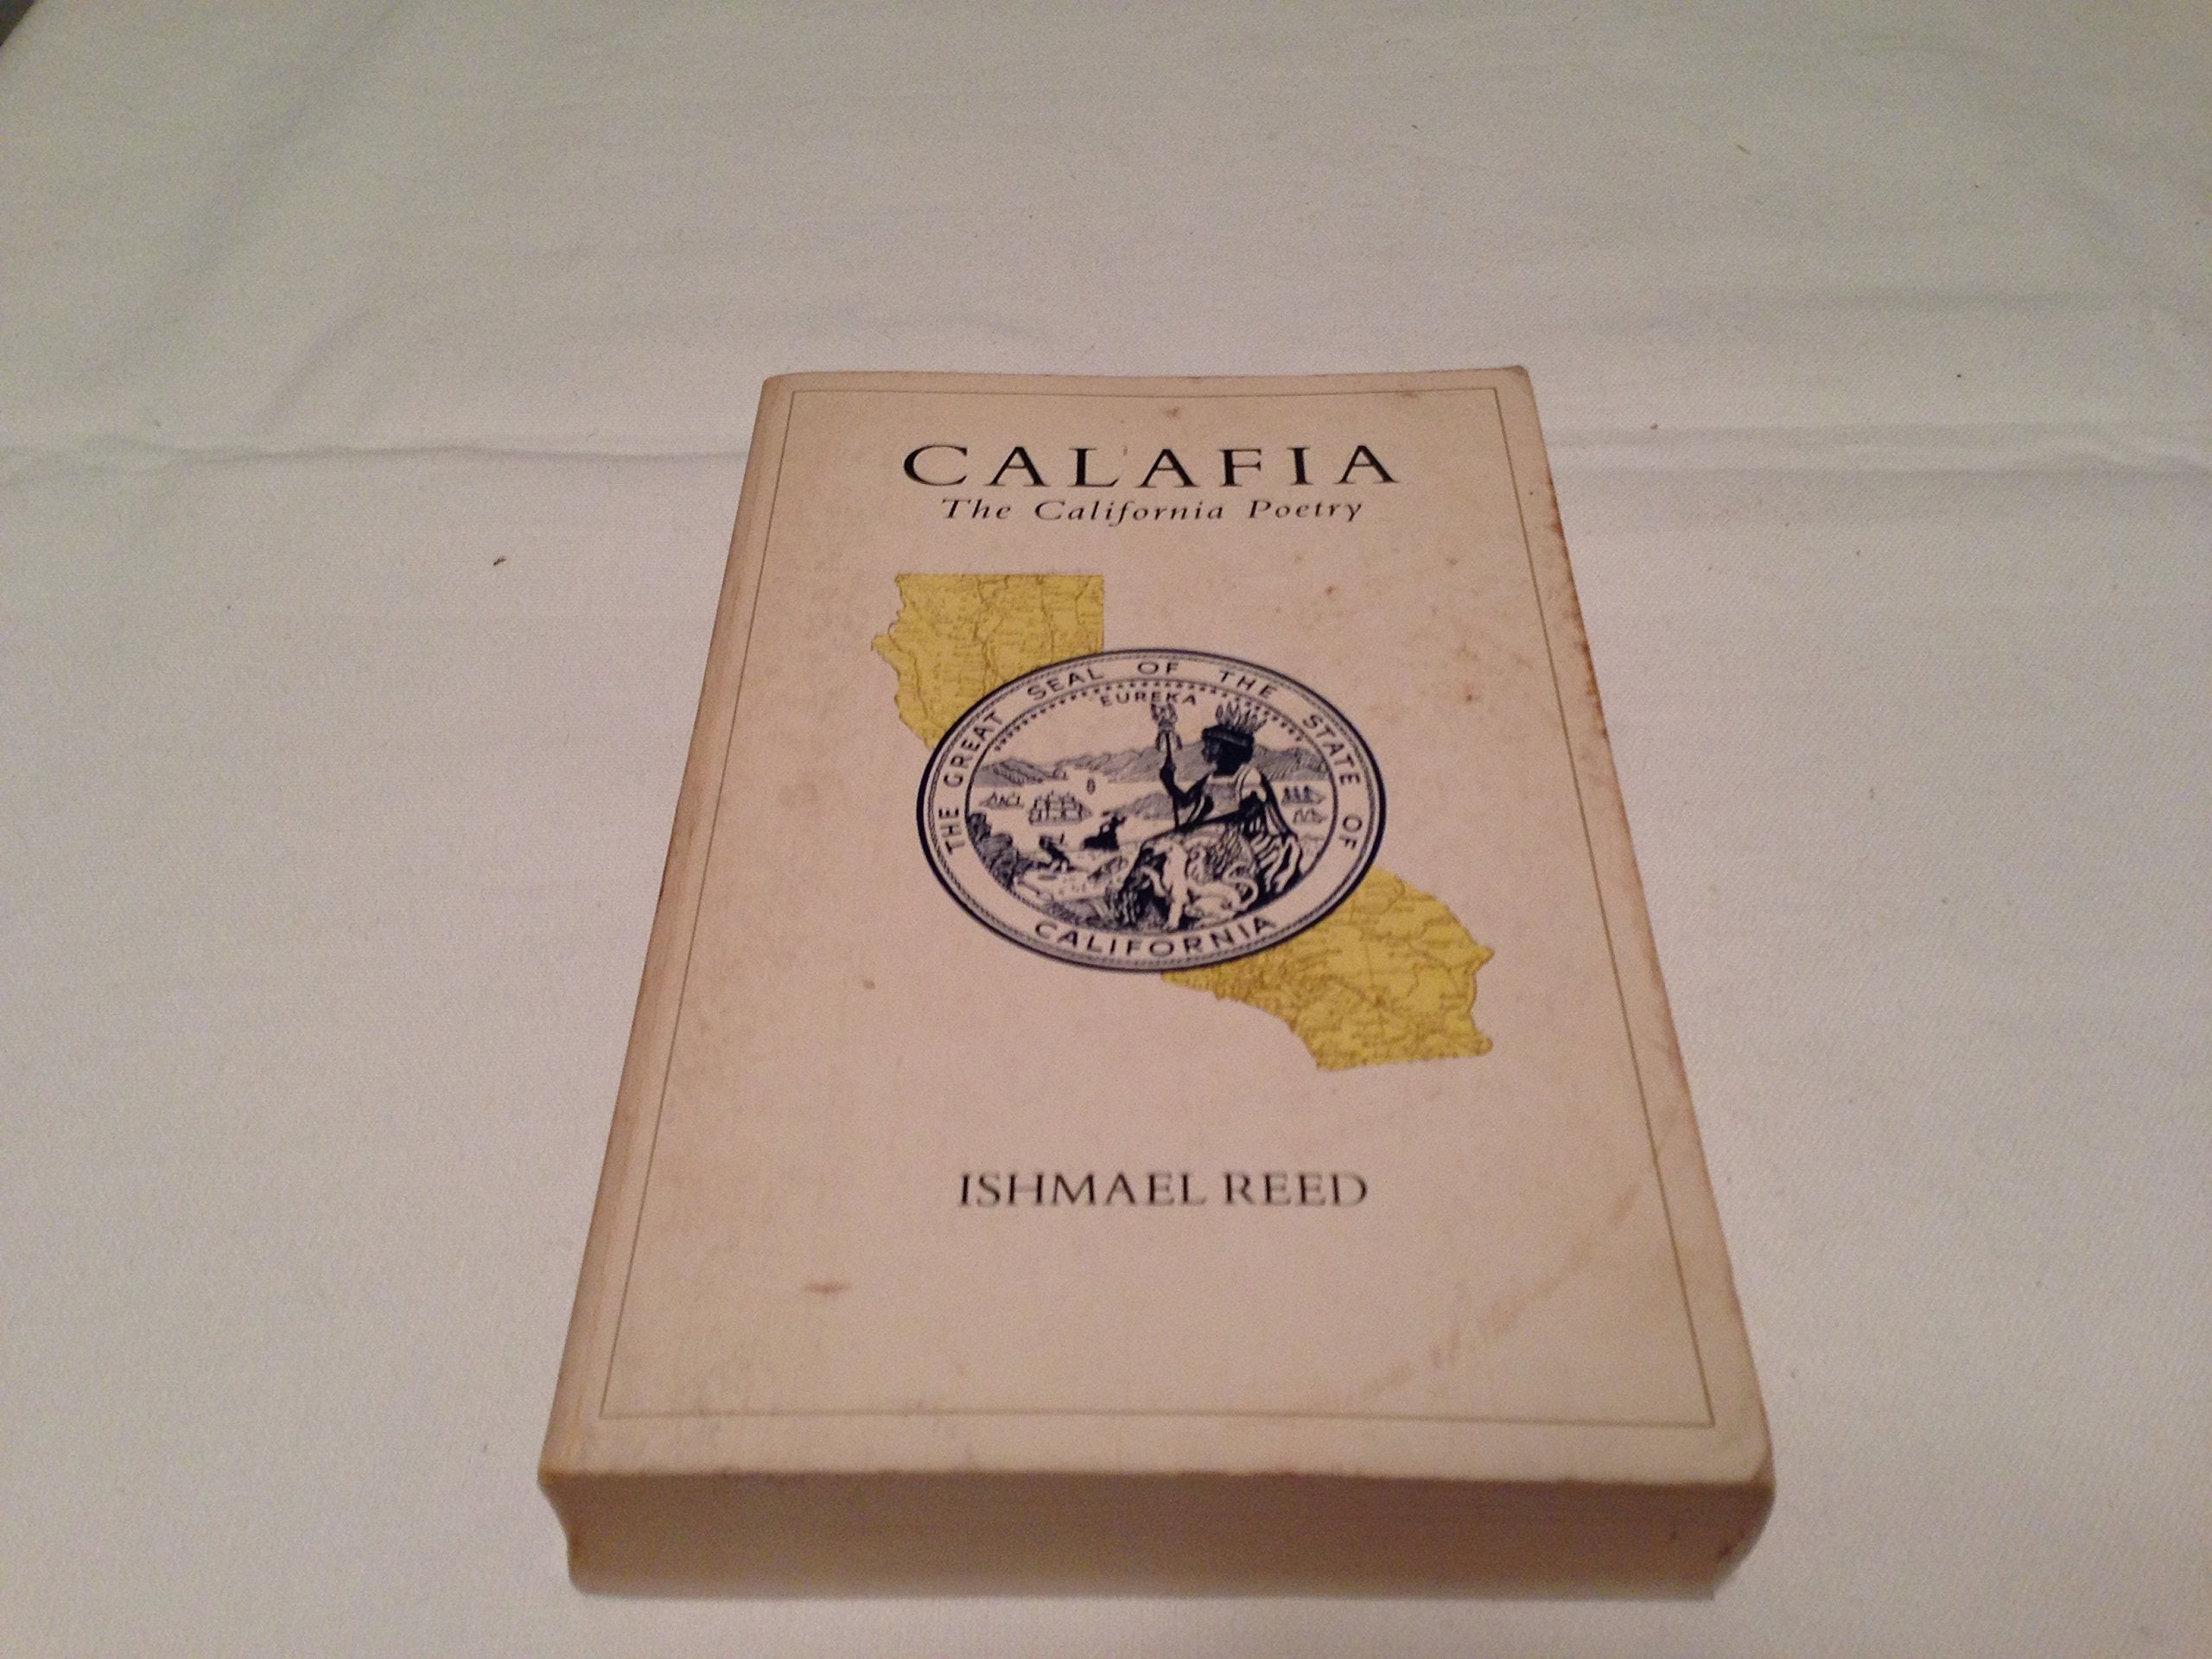 CALAFIA
The California Poetry
THE GREAT SEAL OF THE STATE OF
EUREKA
CALIFORNIA
ISHMAEL REED